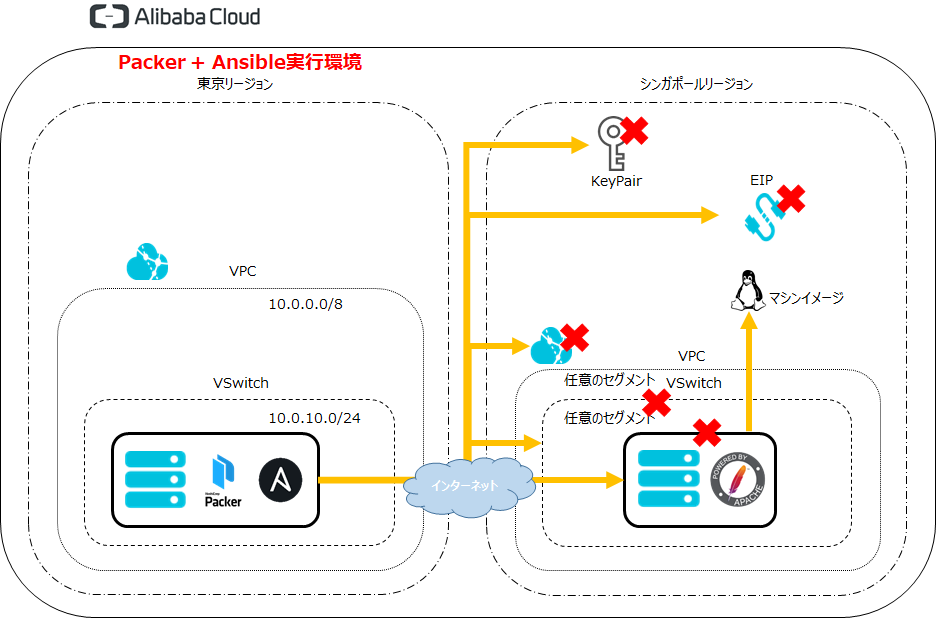 Alibaba Cloud
Packer + Ansible実行環境
東京リージョン
シンガポールリージョン
KeyPair
EIP
マシンイメージ
VPC
10.0.0.0/8
VPC
任意のセグメント
VSwitch
VSwitch
10.0.10.0/24
任意のセグメント
HashiCorp
Packer
インターネット
POWERED BY
APACHE